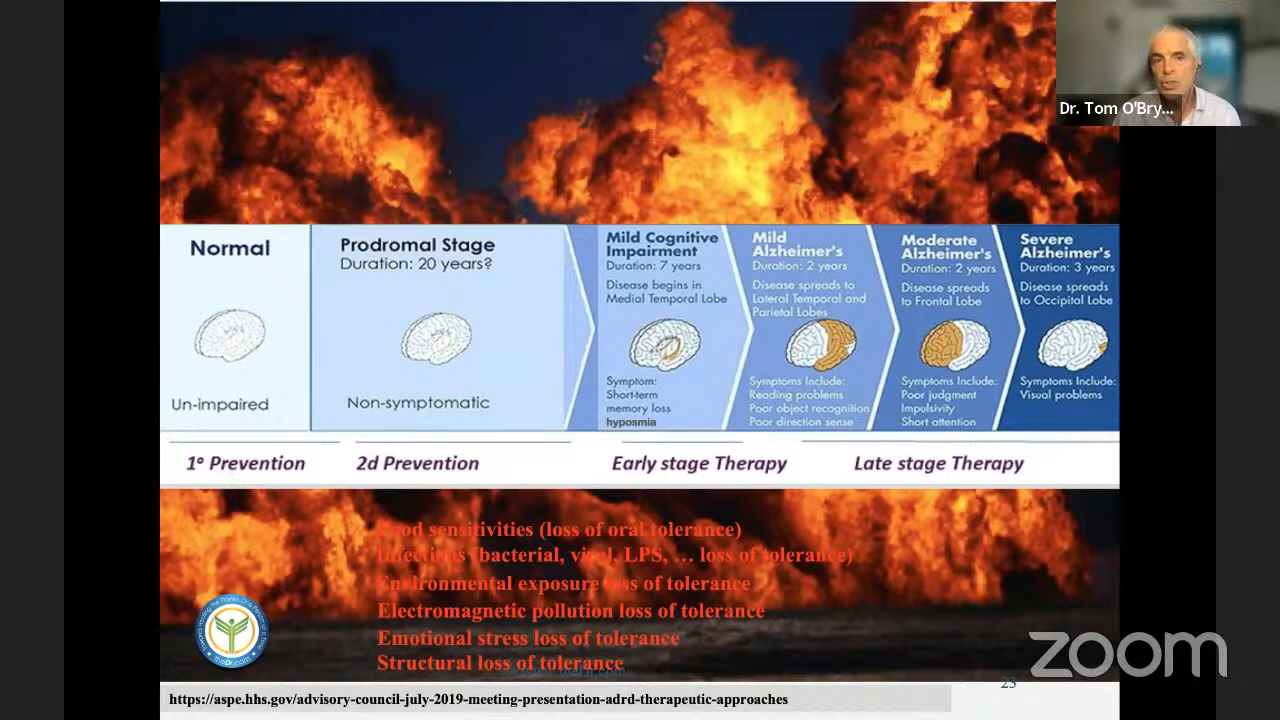 Dr. Tom O'Bry...
Normal
Un-impaired
Prodromal Stage
Duration: 20 years?
Non-symptomatic
Mild Cognitive
Impairment
Duration: 7 years
Disease begins in
Medial Temporal Lobe
Symptom:
Short-term
memory loss
hyposmia
Mild
Alzheimer's
Duration: 2 years
Disease spreads to
Lateral Temporal and
Parietal Lobes
Symptoms Include:
Reading problems
Poor object recognition
Poor direction sense
Moderate
Alzheimer's
Duration: 2 years
Disease spreads
to Frontal Lobe
Symptoms Include:
Poor judgment
Impulsivity
Short attention
Severe
Alzheimer's
Duration: 3 years
Disease spreads
to Occipital Lobe
Symptoms Include:
Visual problems
1º Prevention
2d Prevention
Early stage Therapy
Late stage Therapy
Food sensitivities (loss of oral tolerance)
Infections (bacterial, viral, LPS, … loss of tolerance)
Environmental exposure loss of tolerance
Electromagnetic pollution loss of tolerance
Emotional stress loss of tolerance
Structural loss of tolerance
theDr.com
zoom
23
https://aspe.hhs.gov/advisory-council-july-2019-meeting-presentation-adrd-therapeutic-approaches